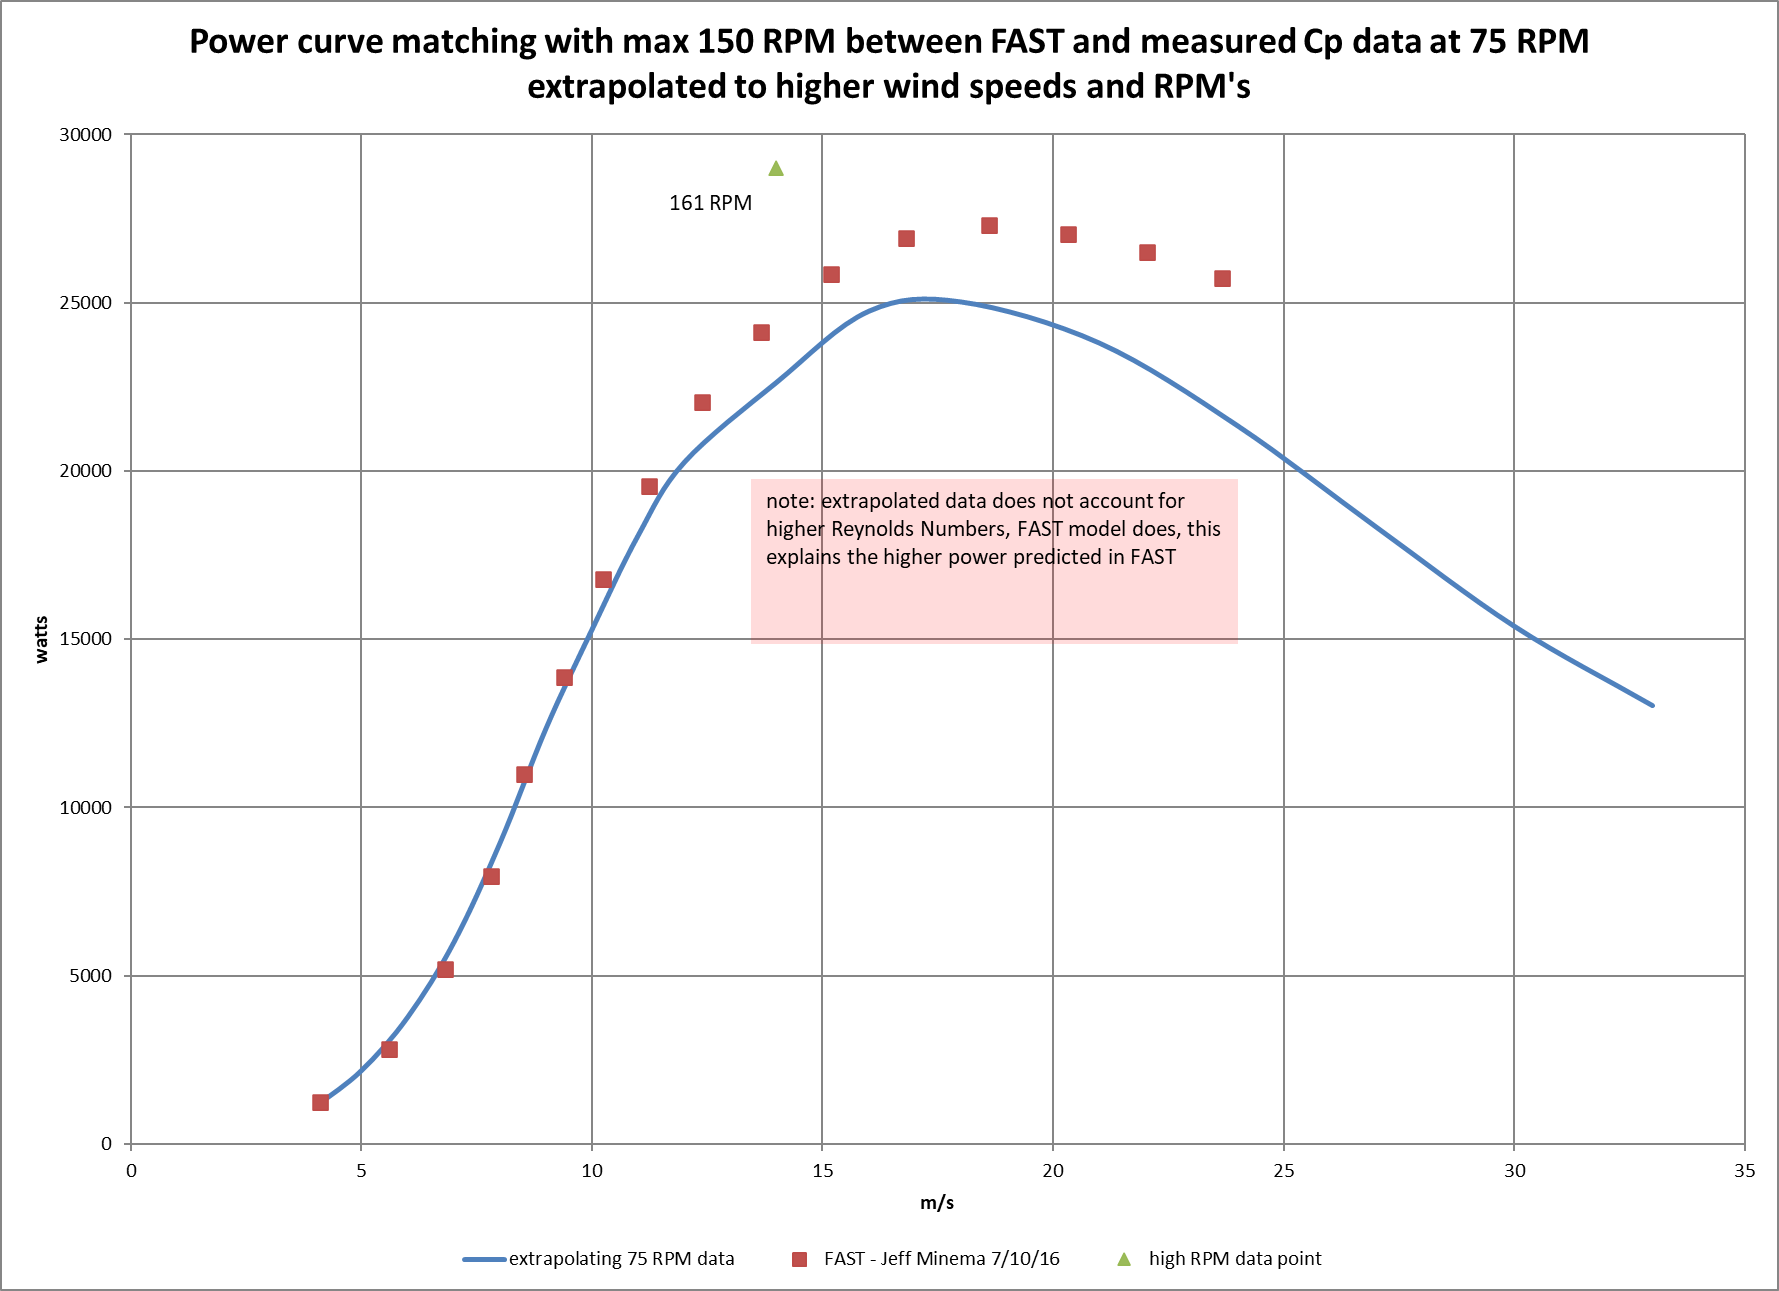 Power curve matching with max 150 RPM between FAST and measured Cp data at 75 RPM
extrapolated to higher wind speeds and RPM's
30000
25000
20000
15000
10000
5000
0
watts
161 RPM
note: extrapolated data does not account for
higher Reynolds Numbers, FAST model does, this
explains the higher power predicted in FAST
0 5 10 15 20 25 30 35
m/s
extrapolating 75 RPM data FAST - Jeff Minema 7/10/16 high RPM data point